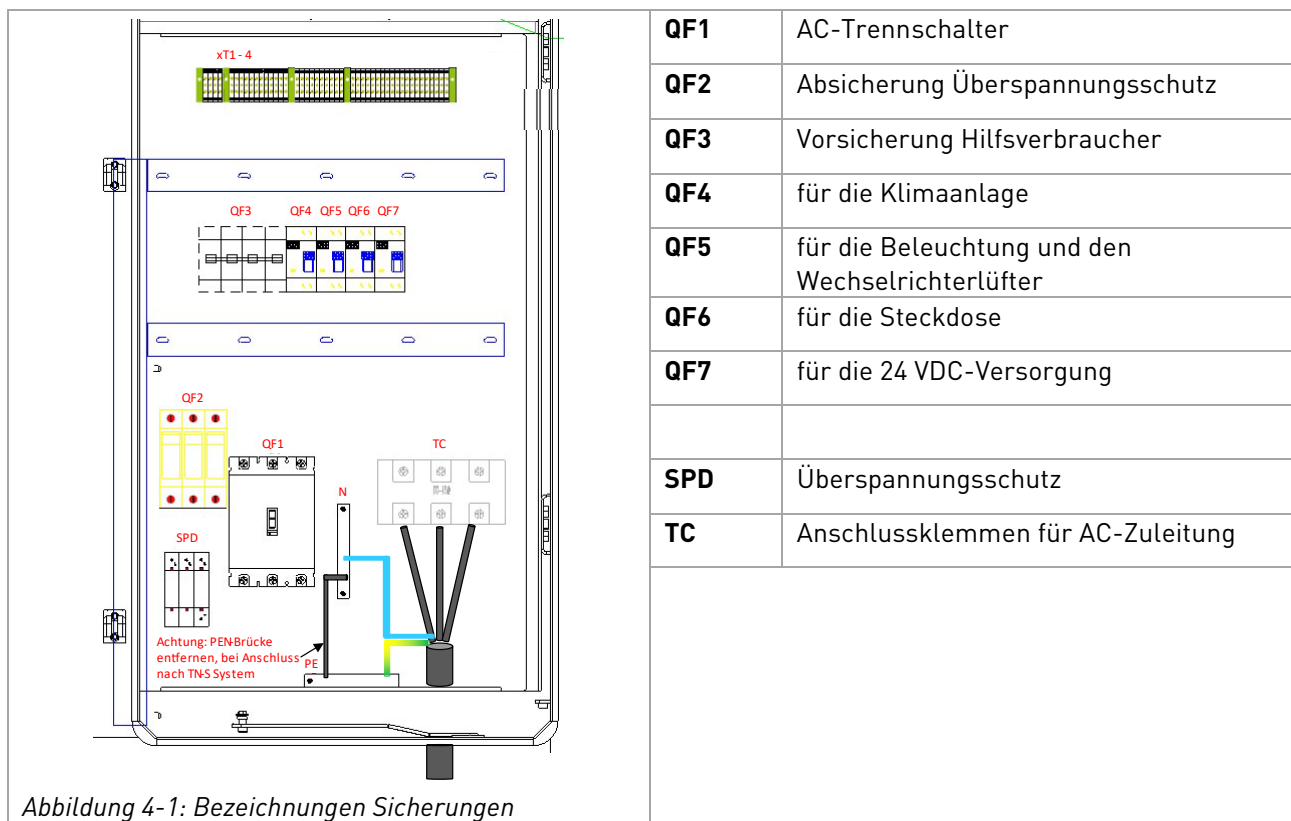 xT1 - 4
QF3 QF4 QF5 QF6 QF7
QF2
QF1
TC
N
SPD
Achtung: PEN-Brücke
entfernen, bei Anschluss
nach TN-S System
PE
Abbildung 4-1: Bezeichnungen Sicherungen
QF1 AC-Trennschalter
QF2 Absicherung Überspannungsschutz
QF3 Vorsicherung Hilfsverbraucher
QF4 für die Klimaanlage
QF5 für die Beleuchtung und den
Wechselrichterlüfter
QF6 für die Steckdose
QF7 für die 24 VDC-Versorgung
SPD Überspannungsschutz
TC Anschlussklemmen für AC-Zuleitung